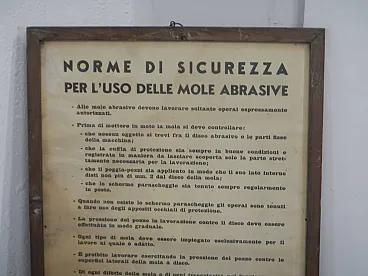 NORME DI SICUREZZA
PER L'USO DELLE MOLE ABRASIVE
- Alle mole abrasive devono lavorare soltanto operai espressamente
autorizzati.
- Prima di mettere in moto la mola si deve controllare:
- che nessun oggetto si trovi fra il disco abrasivo e le parti fisse
della macchina;
- che la cuffia di protezione sia sempre in buone condizioni e
registrata in maniera da lasciare scoperta solo la parte stret-
tamente necessaria per la lavorazione;
- che il poggia-pezzi sia applicato in modo che il suo lato interno
disti non più di mm. 2 dal disco della mola;
- che lo schermo paraschegge sia tenuto sempre regolarmente
in posto.
- Quando non esiste lo schermo paraschegge gli operai sono tenuti
a fare uso degli appositi occhiali di protezione.
- La pressione del pezzo in lavorazione contro il disco deve essere
effettuata in modo graduale.
- Ogni tipo di mola deve essere impiegato esclusivamente per il
lavoro al quale è adatto.
- È proibito lavorare esercitando la pressione del pezzo contro le
superfici laterali della mola a disco.
- Di ogni difetto della mola e di ogni